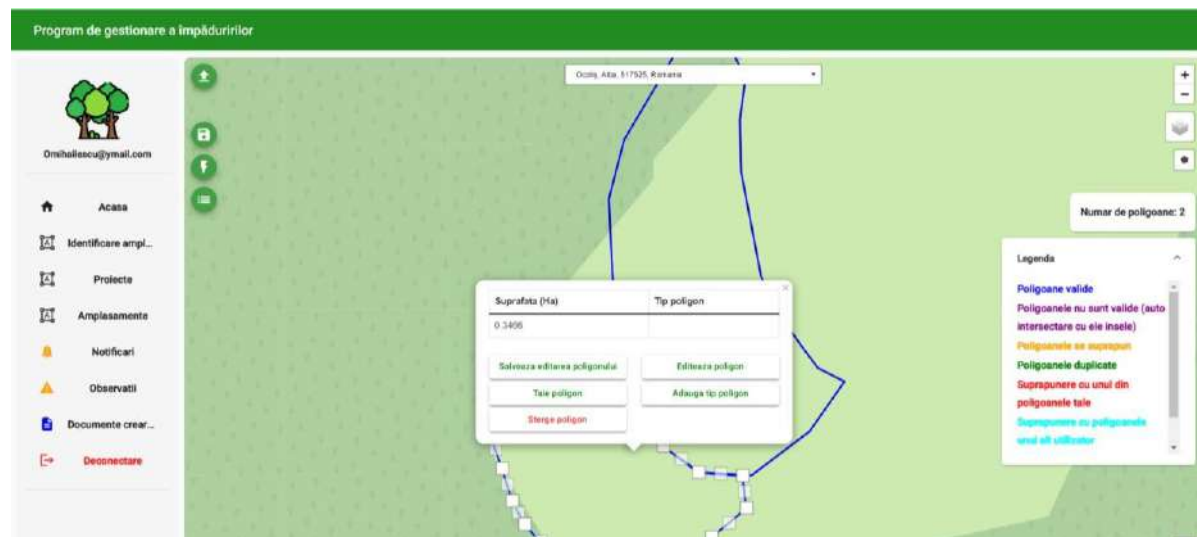 Program de gestionare a împăduririlor
Omihailescu@ymail.com
Acasa
Identificare ampl...
Proiecte
Amplasamente
Notificari
Observatii
Documente crear...
Deconectare
Ocoliș, Alba, 517525, Romania
+
-
Numar de poligoane: 2
Legenda
Poligoane valide
Poligoanele nu sunt valide (auto
intersectare cu ele insele)
Poligoanele se suprapun
Poligoanele duplicate
Suprapunere cu unul din
poligoanele tale
Suprapunere cu poligoanele
unui alt utilizator
Suprafata (Ha) Tip poligon
0.3466
Salveaza editarea poligonului Editeaza poligon
Taie poligon Adauga tip poligon
Sterge poligon